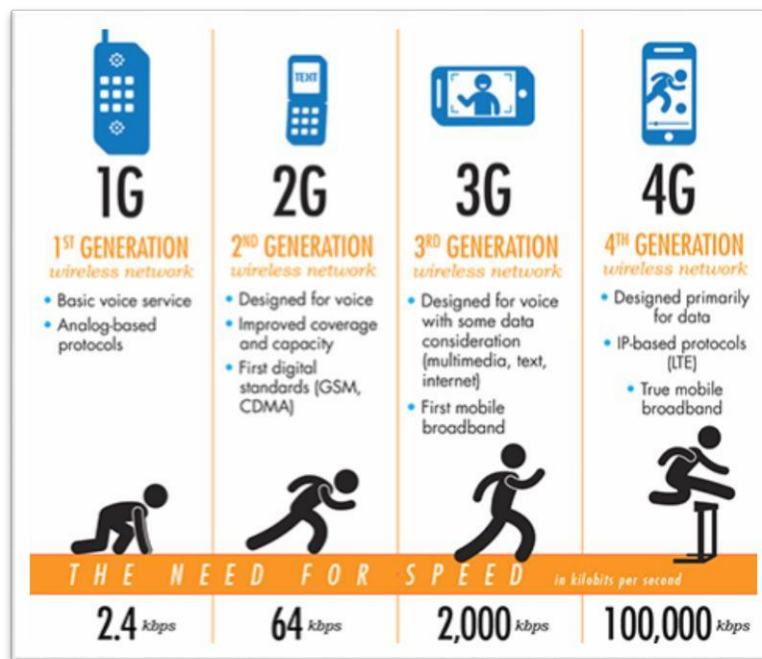 TEXT
1G
1ST GENERATION
wireless network
• Basic voice service
• Analog-based
protocols
2G
2ND GENERATION
wireless network
• Designed for voice
• Improved coverage
and capacity
• First digital
standards (GSM,
CDMA)
3G
3RD GENERATION
wireless network
• Designed for voice
with some data
consideration
(multimedia, text,
internet)
• First mobile
broadband
4G
4TH GENERATION
wireless network
• Designed primarily
for data
• IP-based protocols
(LTE)
• True mobile
broadband
THE NEED FOR SPEED in kilobits per second
2.4 kbps
64 kbps
2,000 kbps
100,000 kbps